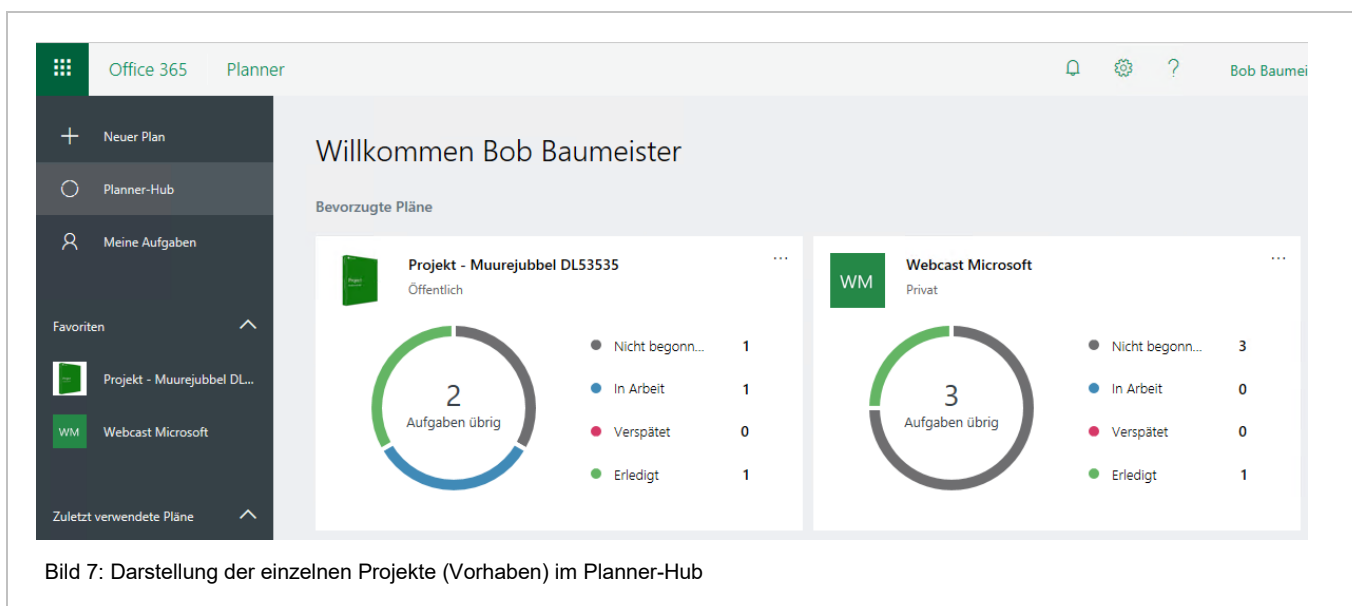 Office 365 Planner
Bob Baumei
Neuer Plan
Planner-Hub
Meine Aufgaben
Favoriten
Projekt - Muurejubbel DL...
WM Webcast Microsoft
Zuletzt verwendete Pläne
Willkommen Bob Baumeister
Bevorzugte Pläne
Projekt - Muurejubbel DL53535
Öffentlich
2
Aufgaben übrig
Nicht begonn... 1
In Arbeit 1
Verspätet 0
Erledigt 1
WM
Webcast Microsoft
Privat
3
Aufgaben übrig
Nicht begonn... 3
In Arbeit 0
Verspätet 0
Erledigt 1
Bild 7: Darstellung der einzelnen Projekte (Vorhaben) im Planner-Hub